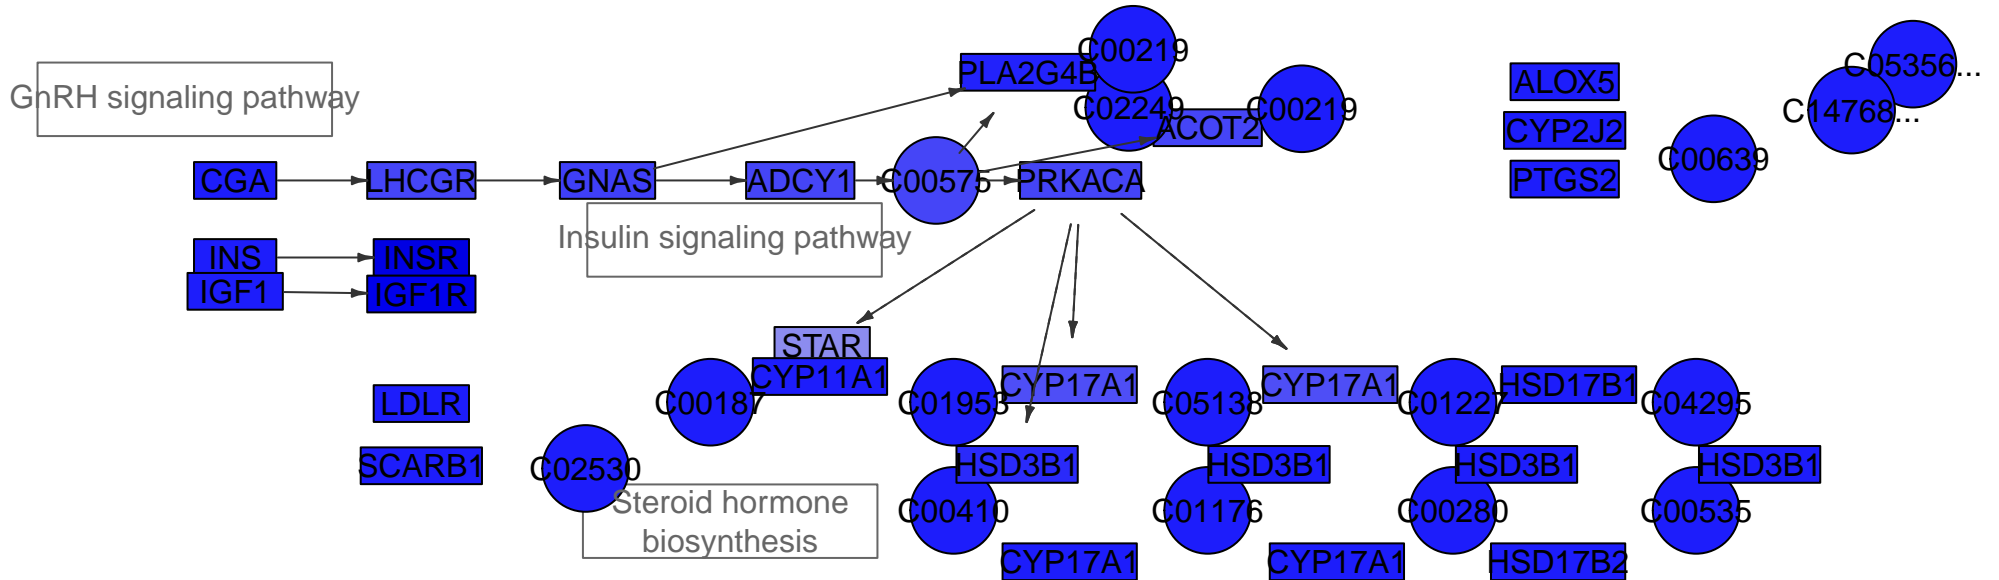 C00219
C05356...
PLA2G4B
ALOX5
GnRH signaling pathway
C02249
C00219
C14768...
ACOT2
CYP2J2
C00639
CGA
LHCGR
GNAS
ADCY1
C00575
PRKACA
PTGS2
Insulin signaling pathway
INS
INSR
IGF1
IGF1R
STAR
CYP11A1
CYP17A1
CYP17A1
HSD17B1
LDLR
C00187
C01953
C05138
C01227
C04295
SCARB1
C02530
HSD3B1
HSD3B1
HSD3B1
HSD3B1
Steroid hormone
biosynthesis
C00410
C01176
C00280
C00535
CYP17A1
CYP17A1
HSD17B2